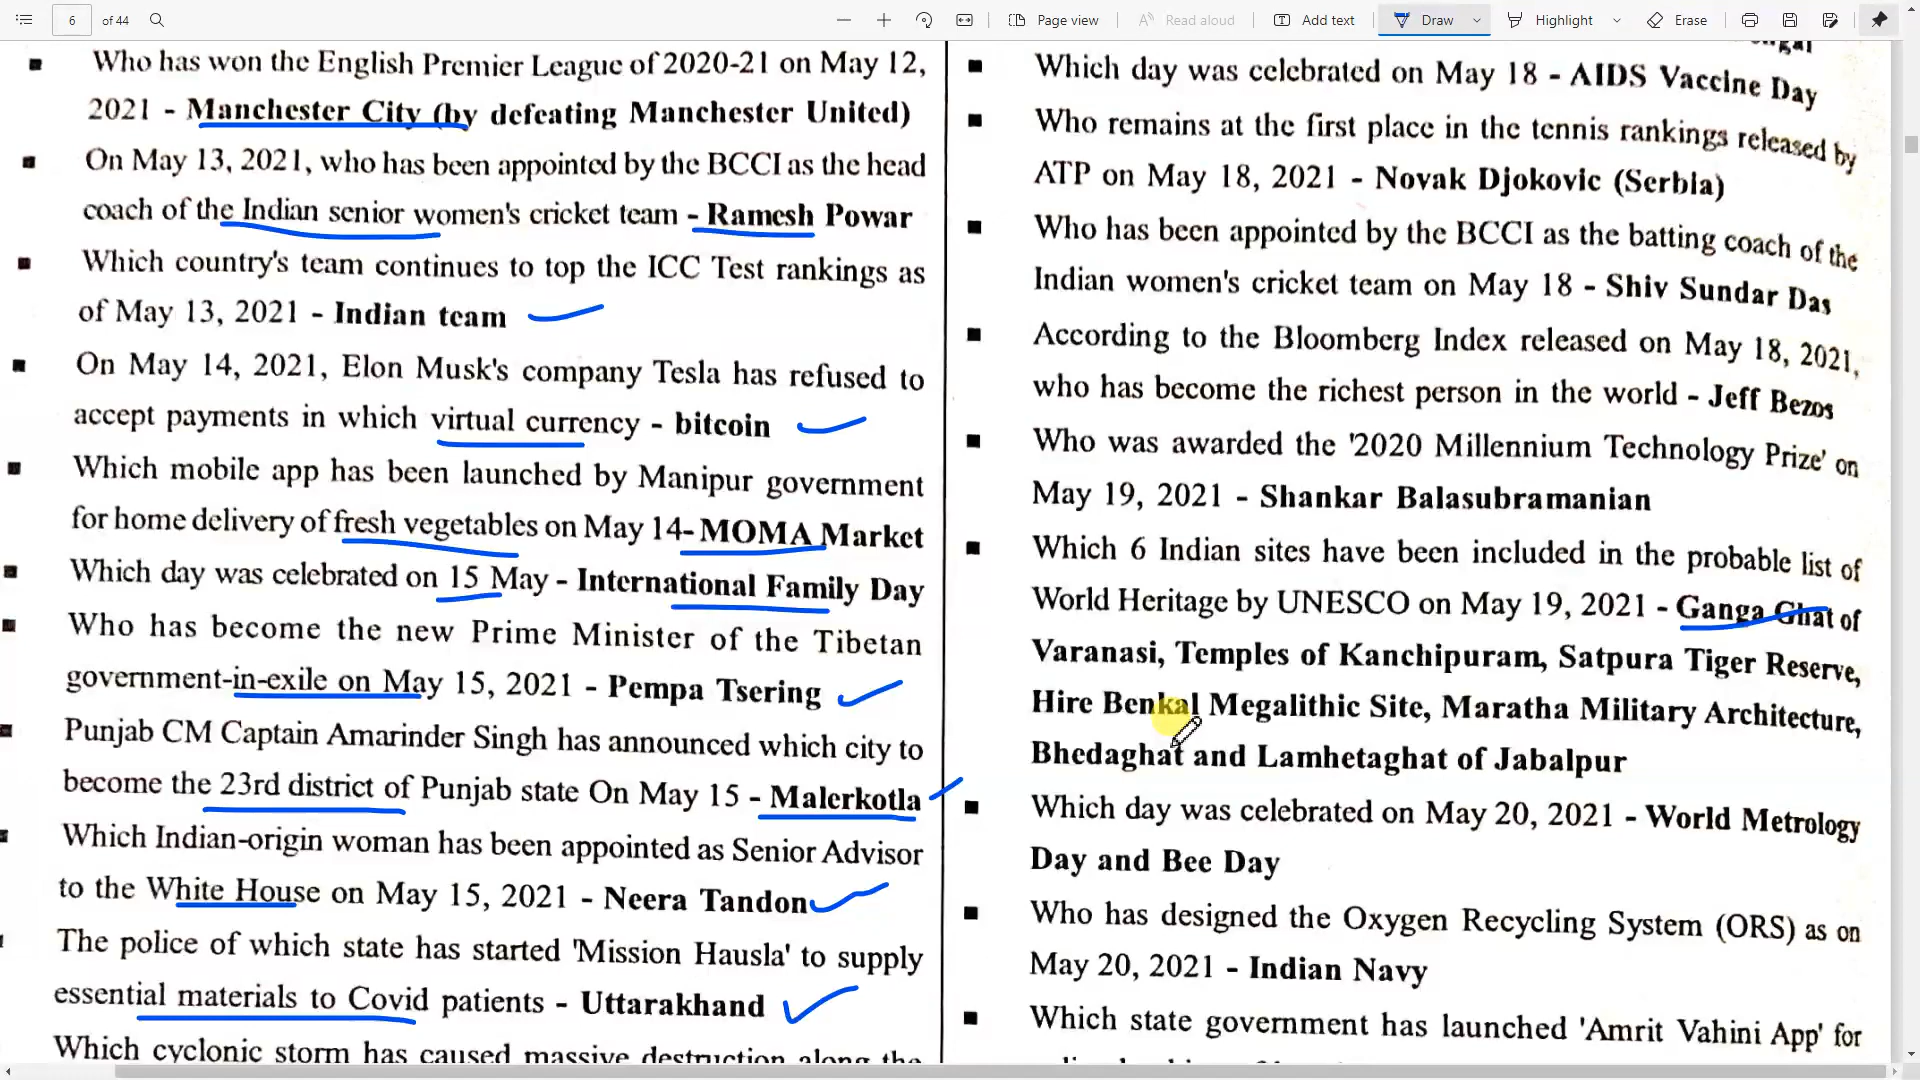 6 of 44
Page view
Read aloud
Add text
Draw
Highlight
Erase
Who has won the English Premier League of 2020-21 on May 12,
2021 - Manchester City (by defeating Manchester United)
On May 13, 2021, who has been appointed by the BCCI as the head
coach of the Indian senior women's cricket team - Ramesh Powar
Which country's team continues to top the ICC Test rankings as
of May 13, 2021 - Indian team
On May 14, 2021, Elon Musk's company Tesla has refused to
accept payments in which virtual currency - bitcoin
Which mobile app has been launched by Manipur government
for home delivery of fresh vegetables on May 14- MOMA Market
Which day was celebrated on 15 May - International Family Day
Who has become the new Prime Minister of the Tibetan
government-in-exile on May 15, 2021 - Pempa Tsering
Punjab CM Captain Amarinder Singh has announced which city to
become the 23rd district of Punjab state On May 15 - Malerkotla
Which Indian-origin woman has been appointed as Senior Advisor
to the White House on May 15, 2021 - Neera Tandon
The police of which state has started 'Mission Hausla' to supply
essential materials to Covid patients - Uttarakhand
Which cyclonic storm has caused massive destruction along the
Which day was celebrated on May 18 - AIDS Vaccine Day
Who remains at the first place in the tennis rankings released by
ATP on May 18, 2021 - Novak Djokovic (Serbia)
Who has been appointed by the BCCI as the batting coach of the
Indian women's cricket team on May 18 - Shiv Sundar Das
According to the Bloomberg Index released on May 18, 2021,
who has become the richest person in the world - Jeff Bezos
Who was awarded the '2020 Millennium Technology Prize' on
May 19, 2021 - Shankar Balasubramanian
Which 6 Indian sites have been included in the probable list of
World Heritage by UNESCO on May 19, 2021 - Ganga Ghat of
Varanasi, Temples of Kanchipuram, Satpura Tiger Reserve,
Hire Benkal Megalithic Site, Maratha Military Architecture,
Bhedaghat and Lamhetaghat of Jabalpur
Which day was celebrated on May 20, 2021 - World Metrology
Day and Bee Day
Who has designed the Oxygen Recycling System (ORS) as on
May 20, 2021 - Indian Navy
Which state government has launched 'Amrit Vahini App' for